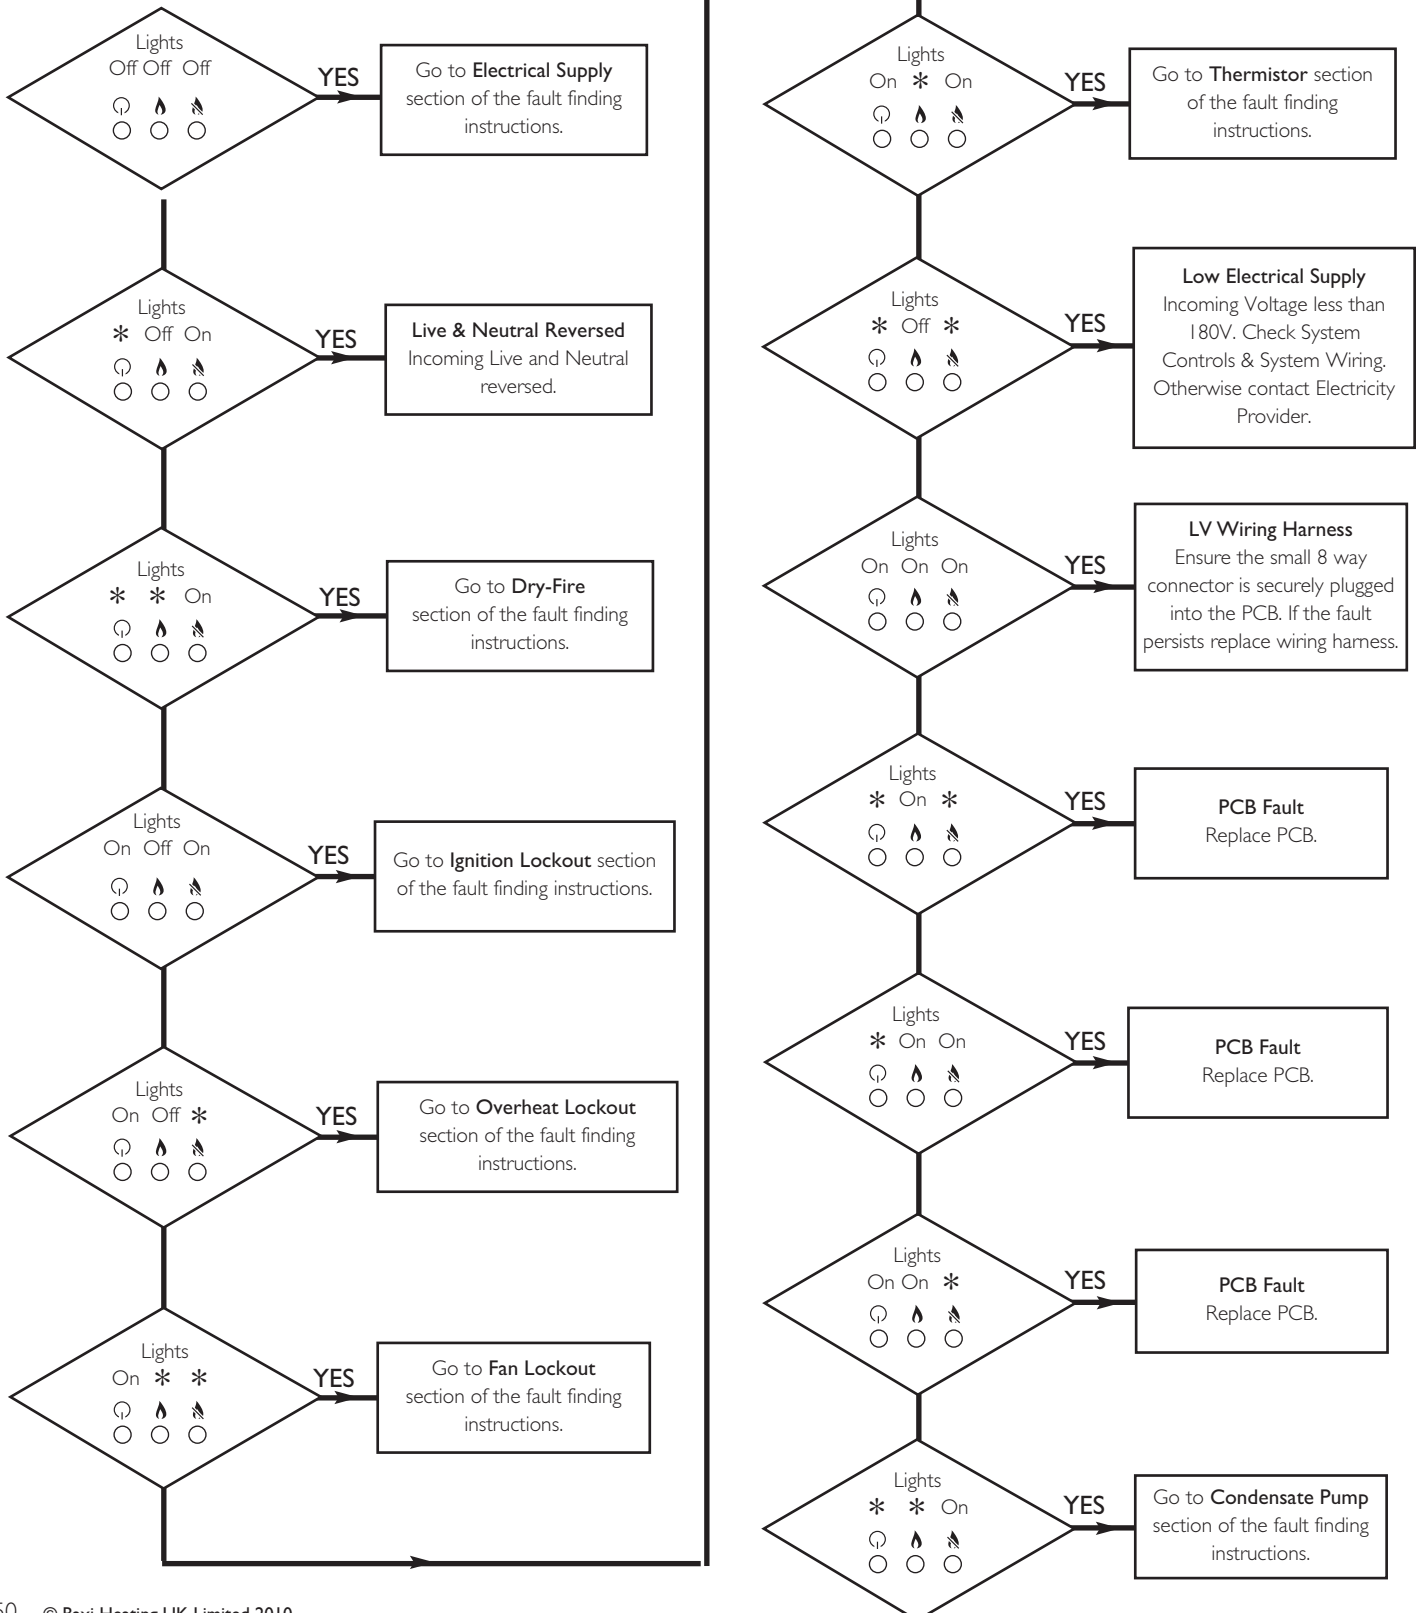 Lights
Off Off Off
YES
Go to Electrical Supply
section of the fault finding
instructions.
Lights
* Off On
YES
Live & Neutral Reversed
Incoming Live and Neutral
reversed.
Lights
* * On
YES
Go to Dry-Fire
section of the fault finding
instructions.
Lights
On Off On
YES
Go to Ignition Lockout section
of the fault finding instructions.
Lights
On Off *
YES
Go to Overheat Lockout
section of the fault finding
instructions.
Lights
On * *
YES
Go to Fan Lockout
section of the fault finding
instructions.
Lights
On * On
YES
Go to Thermistor section
of the fault finding
instructions.
Lights
* Off *
YES
Low Electrical Supply
Incoming Voltage less than
180V. Check System
Controls & System Wiring.
Otherwise contact Electricity
Provider.
Lights
On On On
YES
LV Wiring Harness
Ensure the small 8 way
connector is securely plugged
into the PCB. If the fault
persists replace wiring harness.
Lights
* On *
YES
PCB Fault
Replace PCB.
Lights
* On On
YES
PCB Fault
Replace PCB.
Lights
On On *
YES
PCB Fault
Replace PCB.
Lights
* * On
YES
Go to Condensate Pump
section of the fault finding
instructions.
© Baxi Heating UK Limited 2010